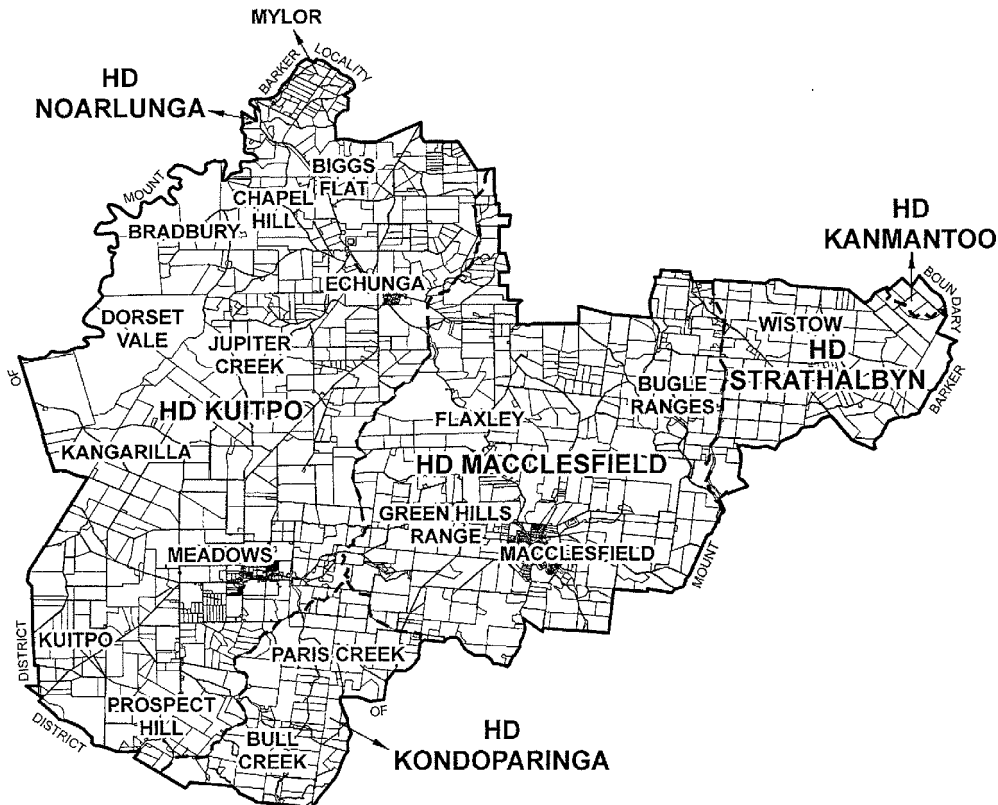 MYLOR
BARKER
LOCALITY
HD
NOARLUNGA
BIGGS
FLAT
MOUNT
CHAPEL
HILL
BRADBURY
HD
KANMANTOO
BOUNDARY
ECHUNGA
DORSET
VALE
JUPITER
CREEK
WISTOW
HD
STRATHALBYN
BARKER
BUGLE
RANGES
OF
HD KUITPO
FLAXLEY
KANGARILLA
HD MACCLESFIELD
GREEN HILLS
RANGE
MEADOWS
MACCLESFIELD
MOUNT
KUITPO
DISTRICT
PARIS CREEK
PROSPECT
HILL
OF
DISTRICT
BULL
CREEK
HD
KONDOPARINGA